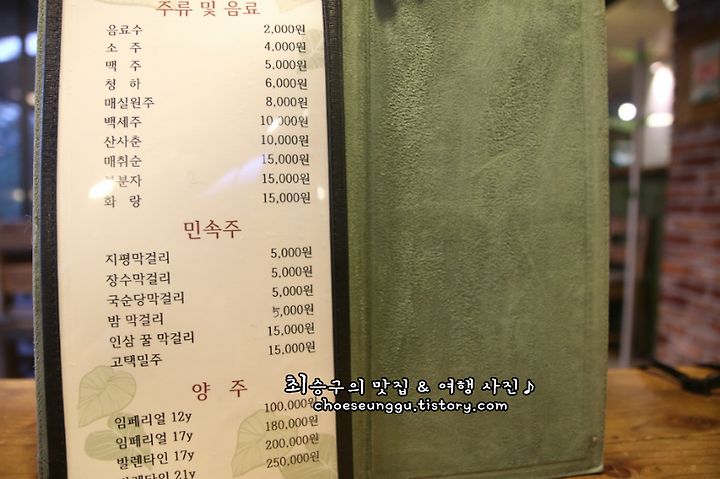 주류 및 음료
음료수 2,000원
소 주 4,000원
맥 주 5,000원
청 하 6,000원
매실원주 8,000원
백세주 10,000원
산사춘 10,000원
매취순 15,000원
분자 15,000원
화 랑 15,000원
민속주
지평막걸리 5,000원
장수막걸리 5,000원
국순당막걸리 5,000원
밤 막걸리 5,000원
인삼 꿀 막걸리 15,000원
고택밀주 15,000원
양 주
임페리얼 12y 100,000원
임페리얼 17y 180,000원
발렌타인 17y 200,000원
21y 250,000원
최승구의 맛집 & 여행 사진♪
choeseunggu.tistory.com